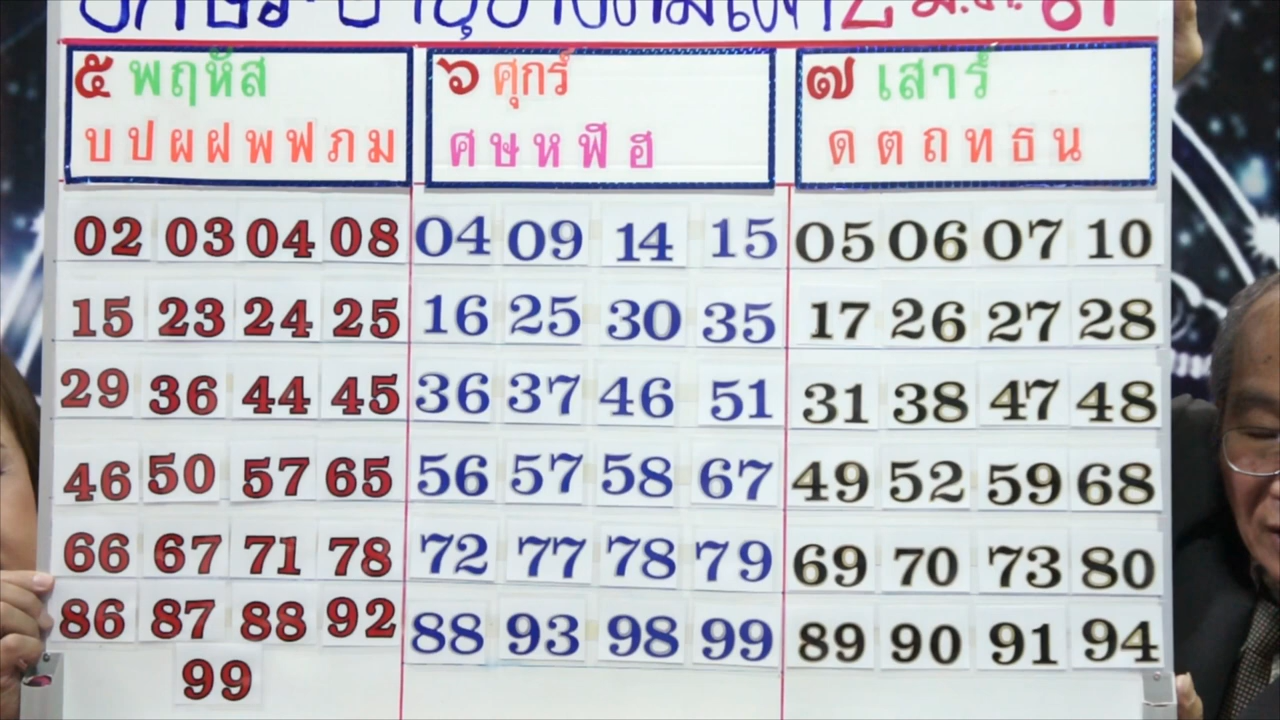 ๕ พฤหัส
บ ป ผ ฝ พ ฟ ภ ม
02 03 04 08
15 23 24 25
29 36 44 45
46 50 57 65
66 67 71 78
86 87 88 92
99
๖ ศุกร์
ศ ษ ห ฬ ฮ
04 09 14 15
16 25 30 35
36 37 46 51
56 57 58 67
72 77 78 79
88 93 98 99
๗ เสาร์
ด ต ถ ท ธ น
05 06 07 10
17 26 27 28
31 38 47 48
49 52 59 68
69 70 73 80
89 90 91 94